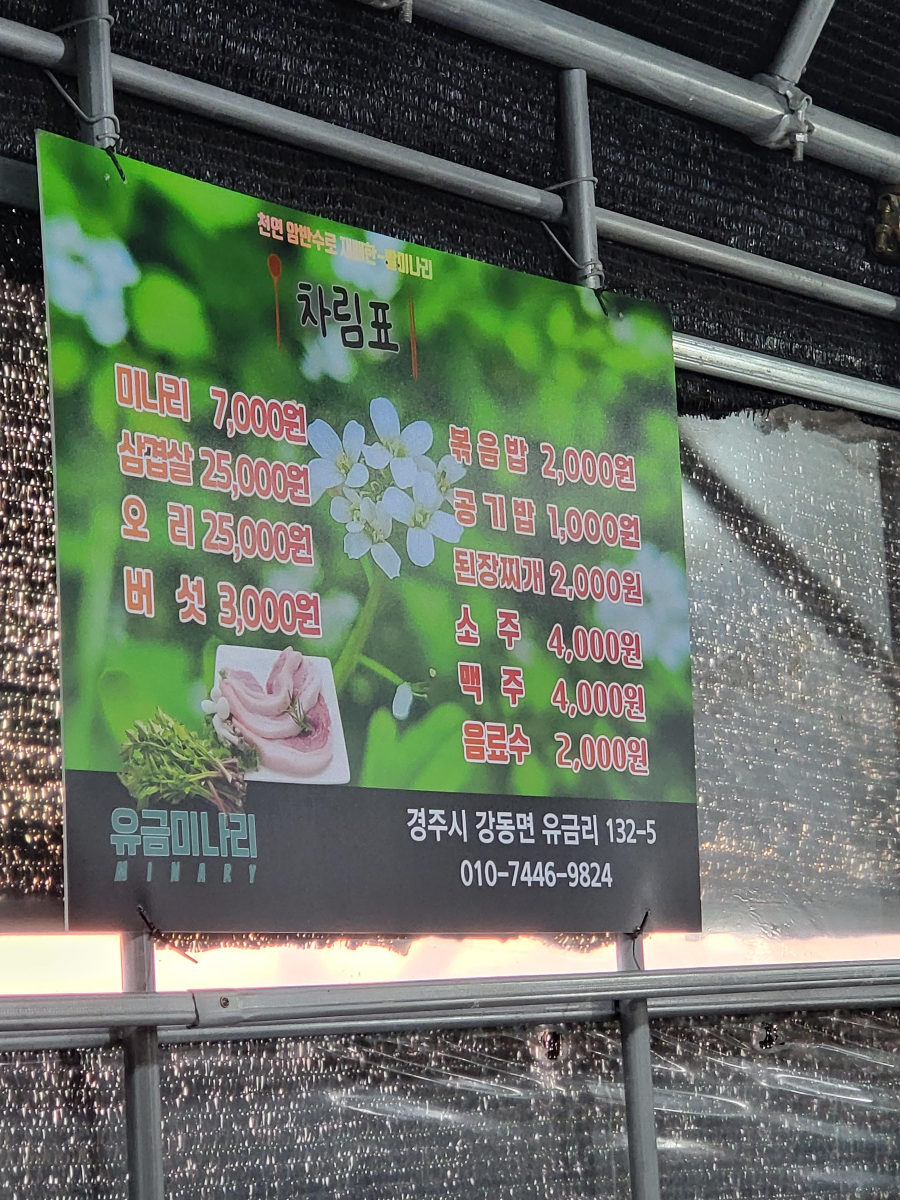 천연 암반수로 재배한~밭미나리
차림표
미나리 7,000원
삼겹살 25,000원
오 리 25,000원
버 섯 3,000원
볶음밥 2,000원
공기밥 1,000원
된장찌개 2,000원
소 주 4,000원
맥 주 4,000원
음료수 2,000원
유금미나리
MINARY
경주시 강동면 유금리 132-5
010-7446-9824